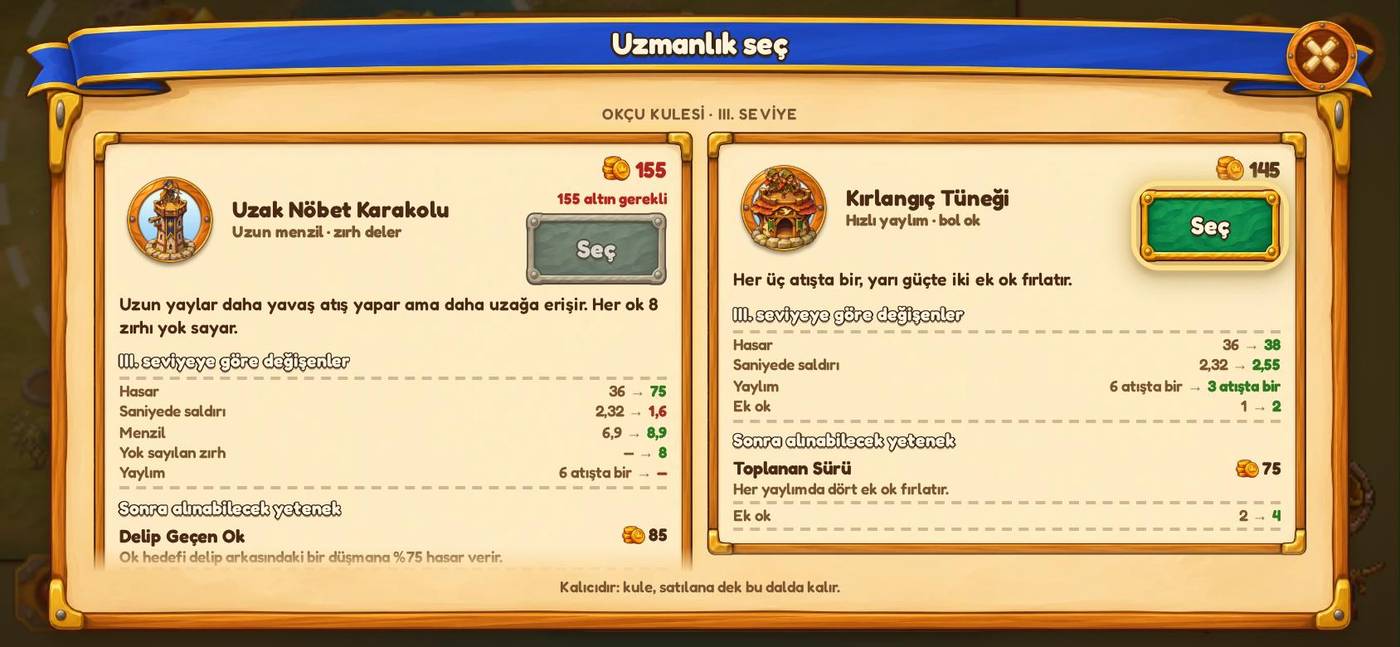 Uzmanlık seç
OKÇU KULESİ · III. SEVİYE
155
155 altın gerekli
Uzak Nöbet Karakolu
Uzun menzil · zırh deler
Seç
Uzun yaylar daha yavaş atış yapar ama daha uzağa erişir. Her ok 8
zırhı yok sayar.
III. seviyeye göre değişenler
Hasar 36 → 75
Saniyede saldırı 2,32 → 1,6
Menzil 6,9 → 8,9
Yok sayılan zırh – → 8
Yaylım 6 atışta bir → –
Sonra alınabilecek yetenek
Delip Geçen Ok 85
Ok hedefi delip arkasındaki bir düşmana %75 hasar verir.
145
Kırlangıç Tüneği
Hızlı yaylım · bol ok
Seç
Her üç atışta bir, yarı güçte iki ek ok fırlatır.
III. seviyeye göre değişenler
Hasar 36 → 38
Saniyede saldırı 2,32 → 2,55
Yaylım 6 atışta bir → 3 atışta bir
Ek ok 1 → 2
Sonra alınabilecek yetenek
Toplanan Sürü 75
Her yaylımda dört ek ok fırlatır.
Ek ok 2 → 4
Kalıcıdır: kule, satılana dek bu dalda kalır.